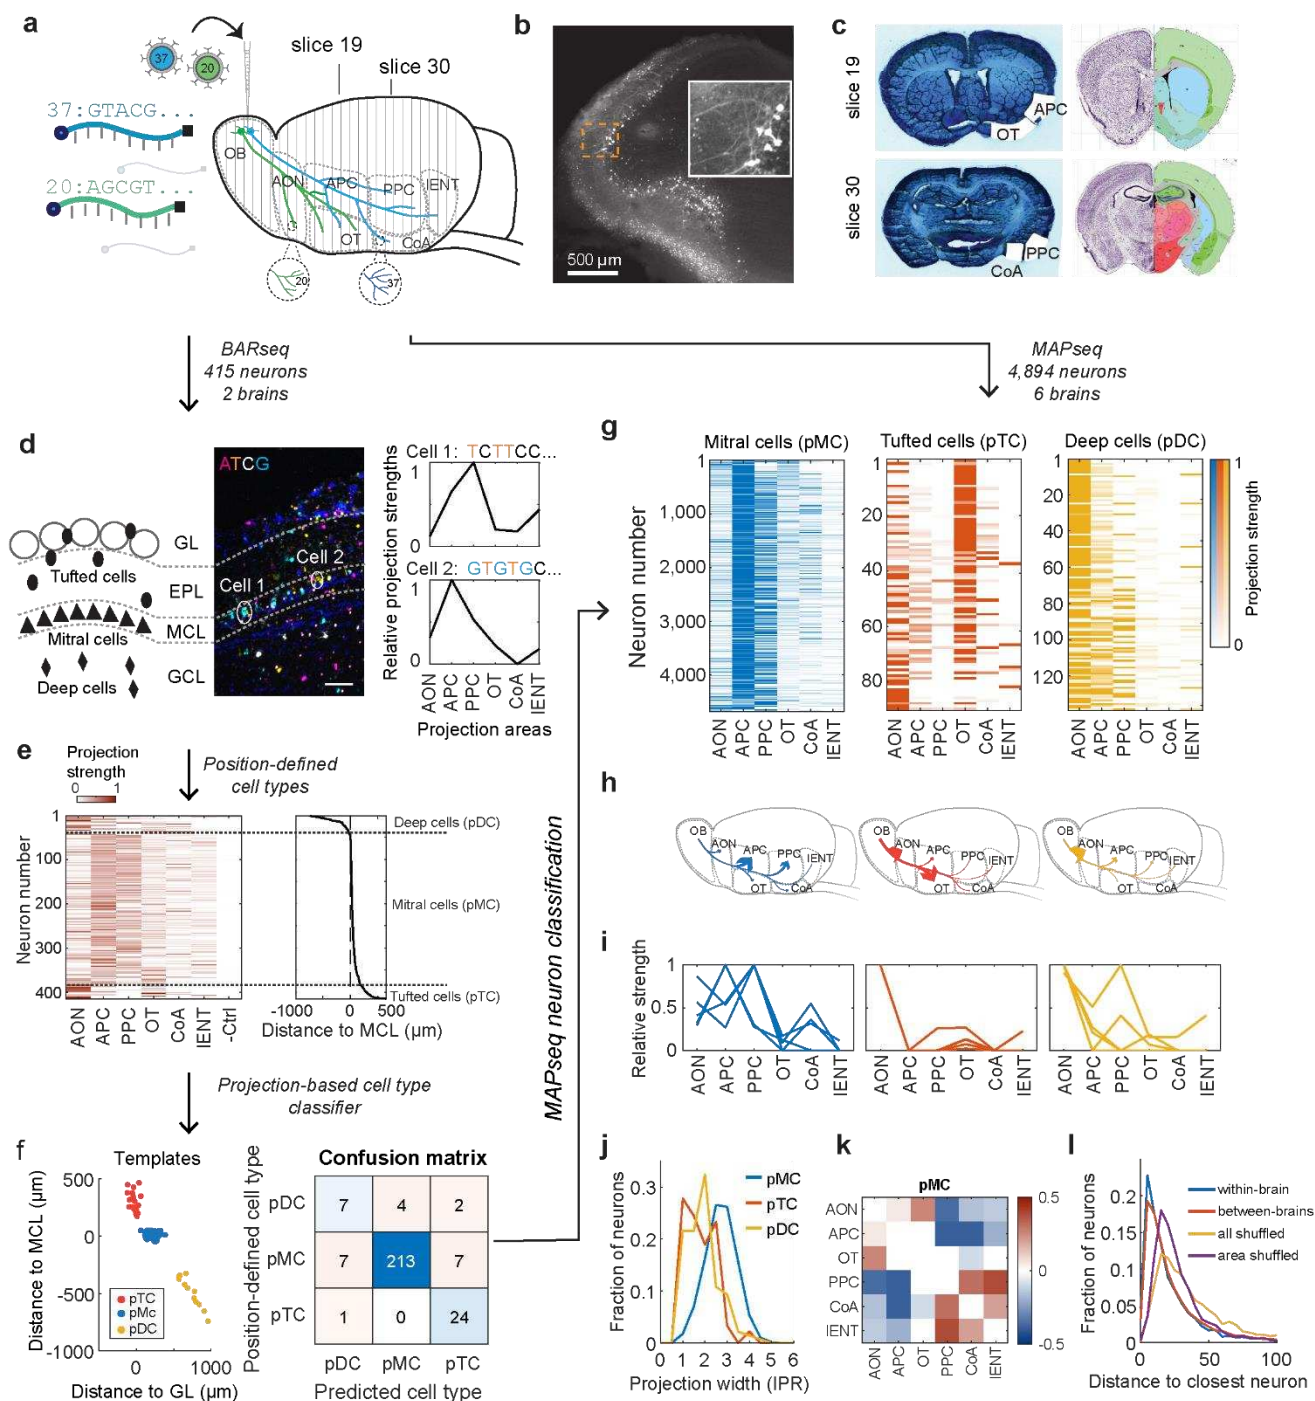 a
37
20
slice 19
slice 30
37:GTACG...
20:AGCGT...
OB
AON
APC
PPC
lENT
OT
CoA
20
37
b
500 µm
c
slice 19
APC
OT
slice 30
PPC
CoA
BARseq
415 neurons
2 brains
MAPseq
4,894 neurons
6 brains
d
GL
Tufted cells
EPL
MCL
Mitral cells
GCL
Deep cells
ATCG
Cell 2
Cell 1
Relative projection strengths
Cell 1: TCTTCC...
1
0
Cell 2: GTGTGC...
1
0
AON
APC
PPC
OT
CoA
lENT
Projection areas
e
Projection
strength
0 1
Position-defined
cell types
Neuron number
1
100
200
300
400
AON
APC
PPC
OT
CoA
lENT
-Ctrl
Deep cells (pDC)
Mitral cells (pMC)
Tufted cells (pTC)
-1000 0 500
Distance to MCL (µm)
Projection-based cell type
classifier
MAPseq neuron classification
f
Templates
Distance to MCL (µm)
500
0
-500
-1000
pTC
pMc
pDC
0 1000
Distance to GL (µm)
Confusion matrix
Position-defined cell type
pDC 7 4 2
pMC 7 213 7
pTC 1 0 24
pDC pMC pTC
Predicted cell type
g
Mitral cells (pMC)
Tufted cells (pTC)
Deep cells (pDC)
Neuron number
1
1,000
2,000
3,000
4,000
AON
APC
PPC
OT
CoA
lENT
1
20
40
60
80
AON
APC
PPC
OT
CoA
lENT
1
20
40
60
80
100
120
AON
APC
PPC
OT
CoA
lENT
1
0
Projection strength
h
OB
AON
APC
PPC
lENT
OT
CoA
OB
AON
APC
PPC
lENT
OT
CoA
OB
AON
APC
PPC
lENT
OT
CoA
i
Relative strength
1
0.5
0
AON
APC
PPC
OT
CoA
lENT
AON
APC
PPC
OT
CoA
lENT
AON
APC
PPC
OT
CoA
lENT
j
Fraction of neurons
0.3
0.2
0.1
0
pMC
pTC
pDC
0 1 2 3 4 5 6
Projection width (IPR)
k
pMC
AON
APC
OT
PPC
CoA
lENT
AON
APC
OT
PPC
CoA
lENT
0.5
0
-0.5
l
Fraction of neurons
0.2
0.15
0.1
0.05
0
within-brain
between-brains
all shuffled
area shuffled
0 50 100
Distance to closest neuron